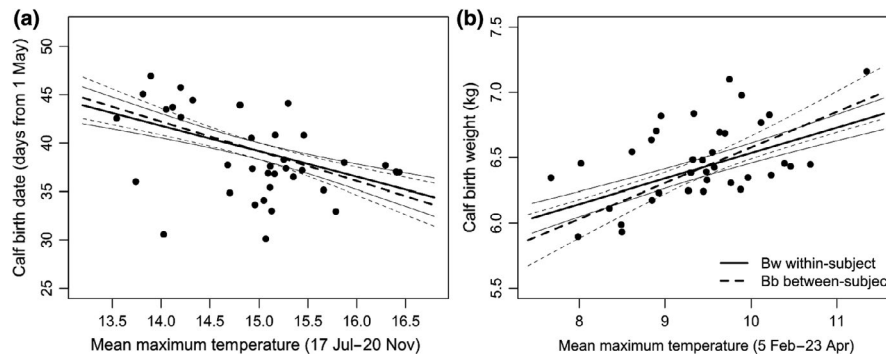 (a)
50
45
40
35
30
25
Calf birth date (days from 1 May)
13.5 14.0 14.5 15.0 15.5 16.0 16.5
Mean maximum temperature (17 Jul–20 Nov)
(b)
7.5
7.0
6.5
6.0
5.5
Calf birth weight (kg)
Bw within-subject
Bb between-subject
8 9 10 11
Mean maximum temperature (5 Feb–23 Apr)